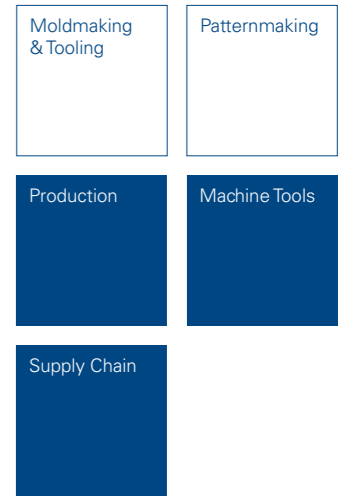 Moldmaking
& Tooling
Patternmaking
Production
Machine Tools
Supply Chain